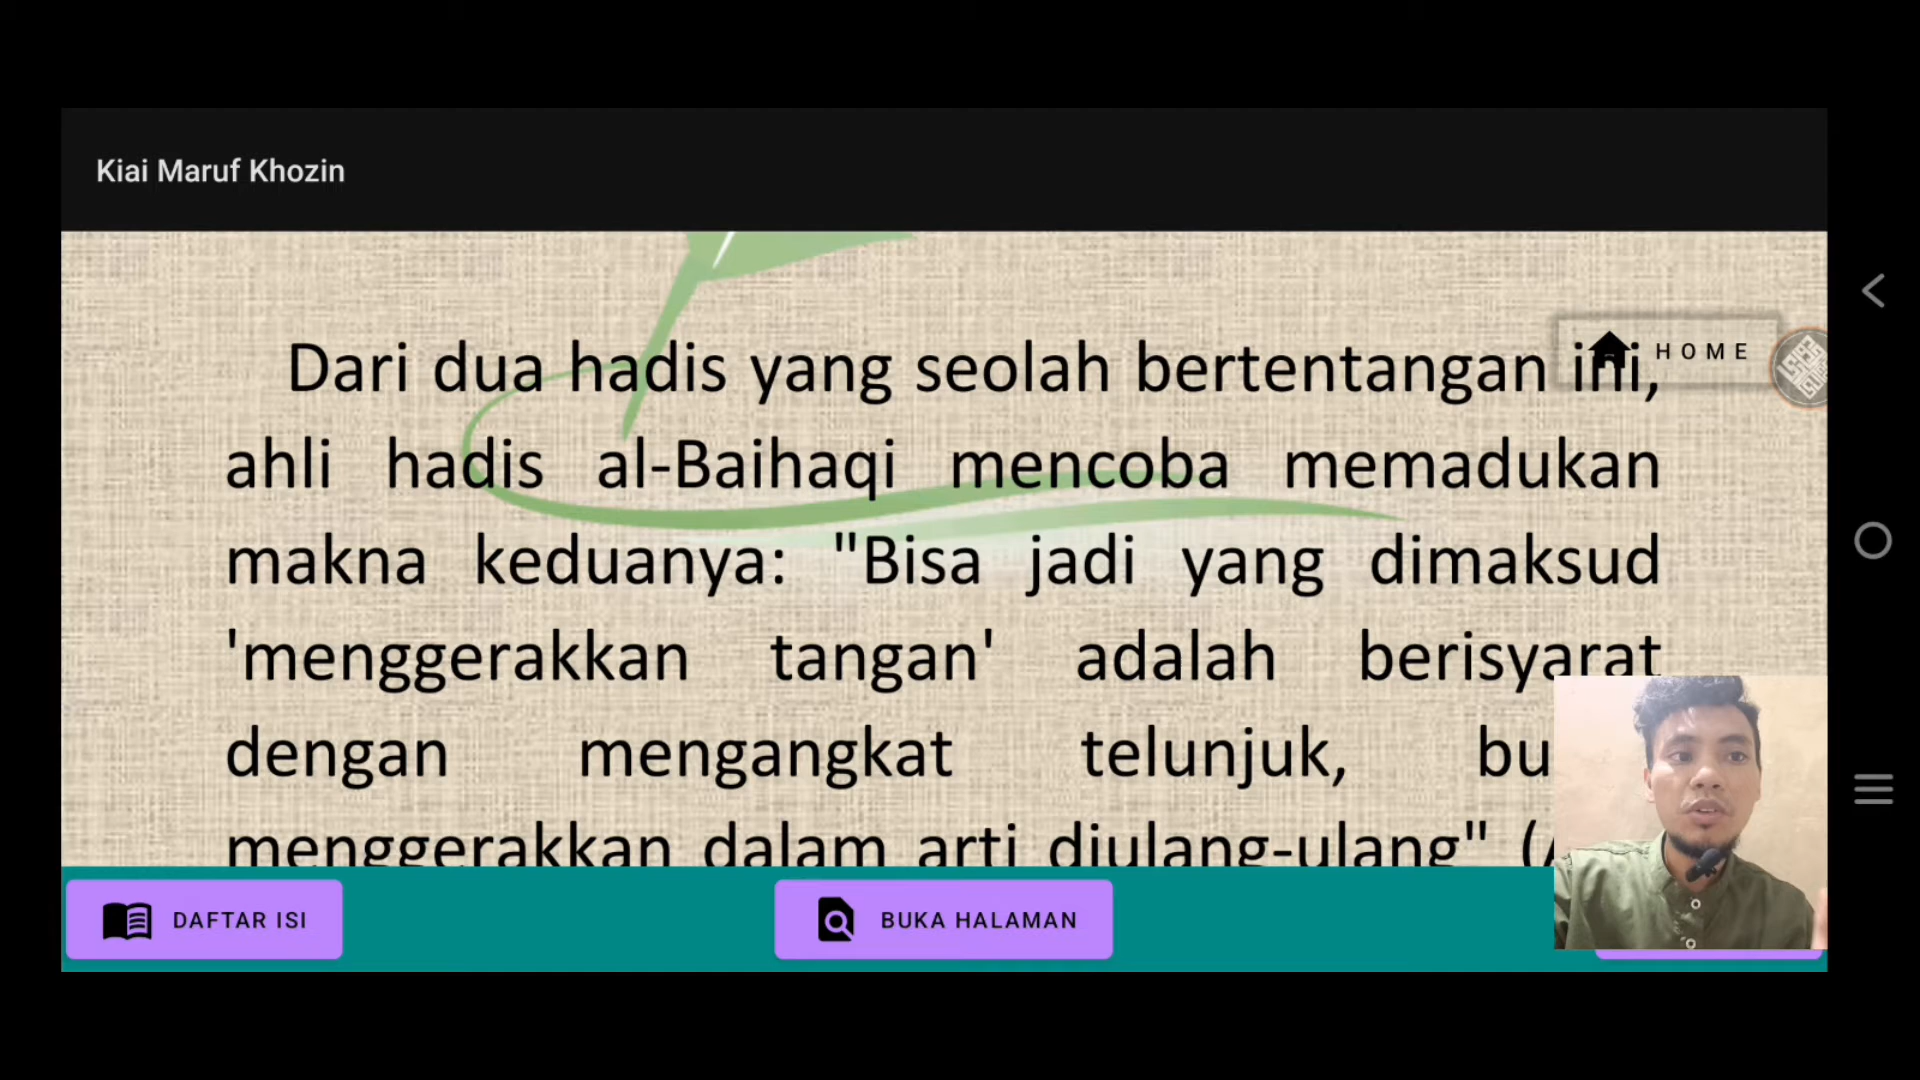 Kiai Maruf Khozin
HOME
Dari dua hadis yang seolah bertentangan ini,
ahli hadis al-Baihaqi mencoba memadukan
makna keduanya: "Bisa jadi yang dimaksud
'menggerakkan tangan' adalah berisyarat
dengan mengangkat telunjuk,
menggerakkan dalam arti diulang-ulang" (
DAFTAR ISI
BUKA HALAMAN